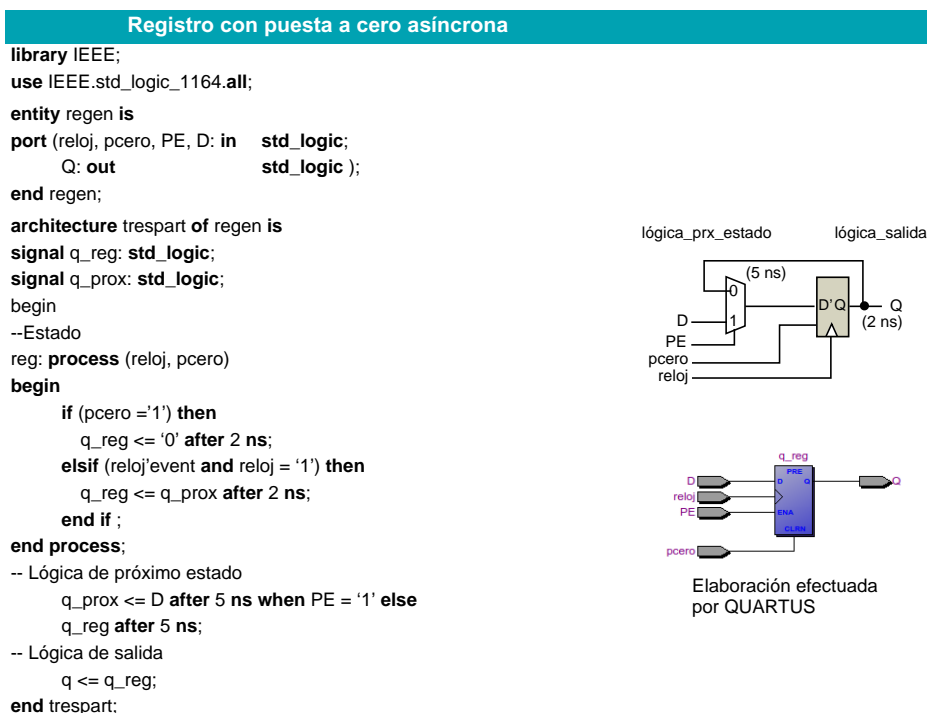 Registro con puesta a cero asíncrona
library IEEE;
use IEEE.std_logic_1164.all;
entity regen is
port (reloj, pcero, PE, D: in std_logic;
Q: out std_logic );
end regen;
architecture trespart of regen is
signal q_reg: std_logic;
signal q_prox: std_logic;
begin
--Estado
reg: process (reloj, pcero)
begin
if (pcero ='1') then
q_reg <= ‘0’ after 2 ns;
elsif (reloj’event and reloj = ‘1’) then
q_reg <= q_prox after 2 ns;
end if ;
end process;
-- Lógica de próximo estado
q_prox <= D after 5 ns when PE = ‘1’ else
q_reg after 5 ns;
-- Lógica de salida
q <= q_reg;
end trespart;
lógica_prx_estado lógica_salida
(5 ns)
0
D 1
D’ Q Q
(2 ns)
PE
pcero
reloj
q_reg
PRE
D D Q Q
reloj
PE ENA
CLRN
pcero
Elaboración efectuada
por QUARTUS